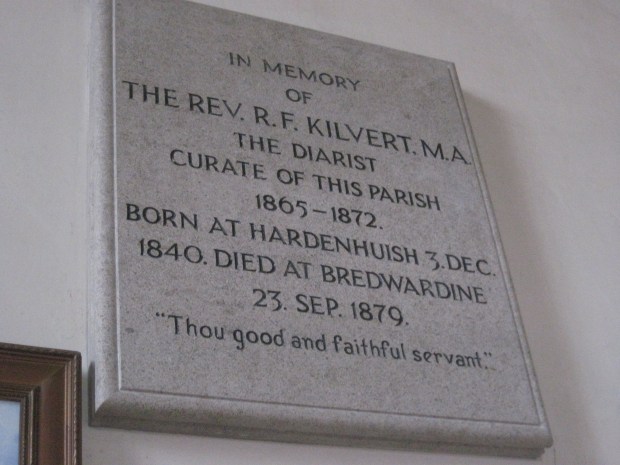 IN MEMORY
OF
THE REV. R.F. KILVERT. M.A.
THE DIARIST
CURATE OF THIS PARISH
1865-1872.
BORN AT HARDENHUISH 3. DEC.
1840. DIED AT BREDWARDINE
23. SEP. 1879.
"Thou good and faithful servant."